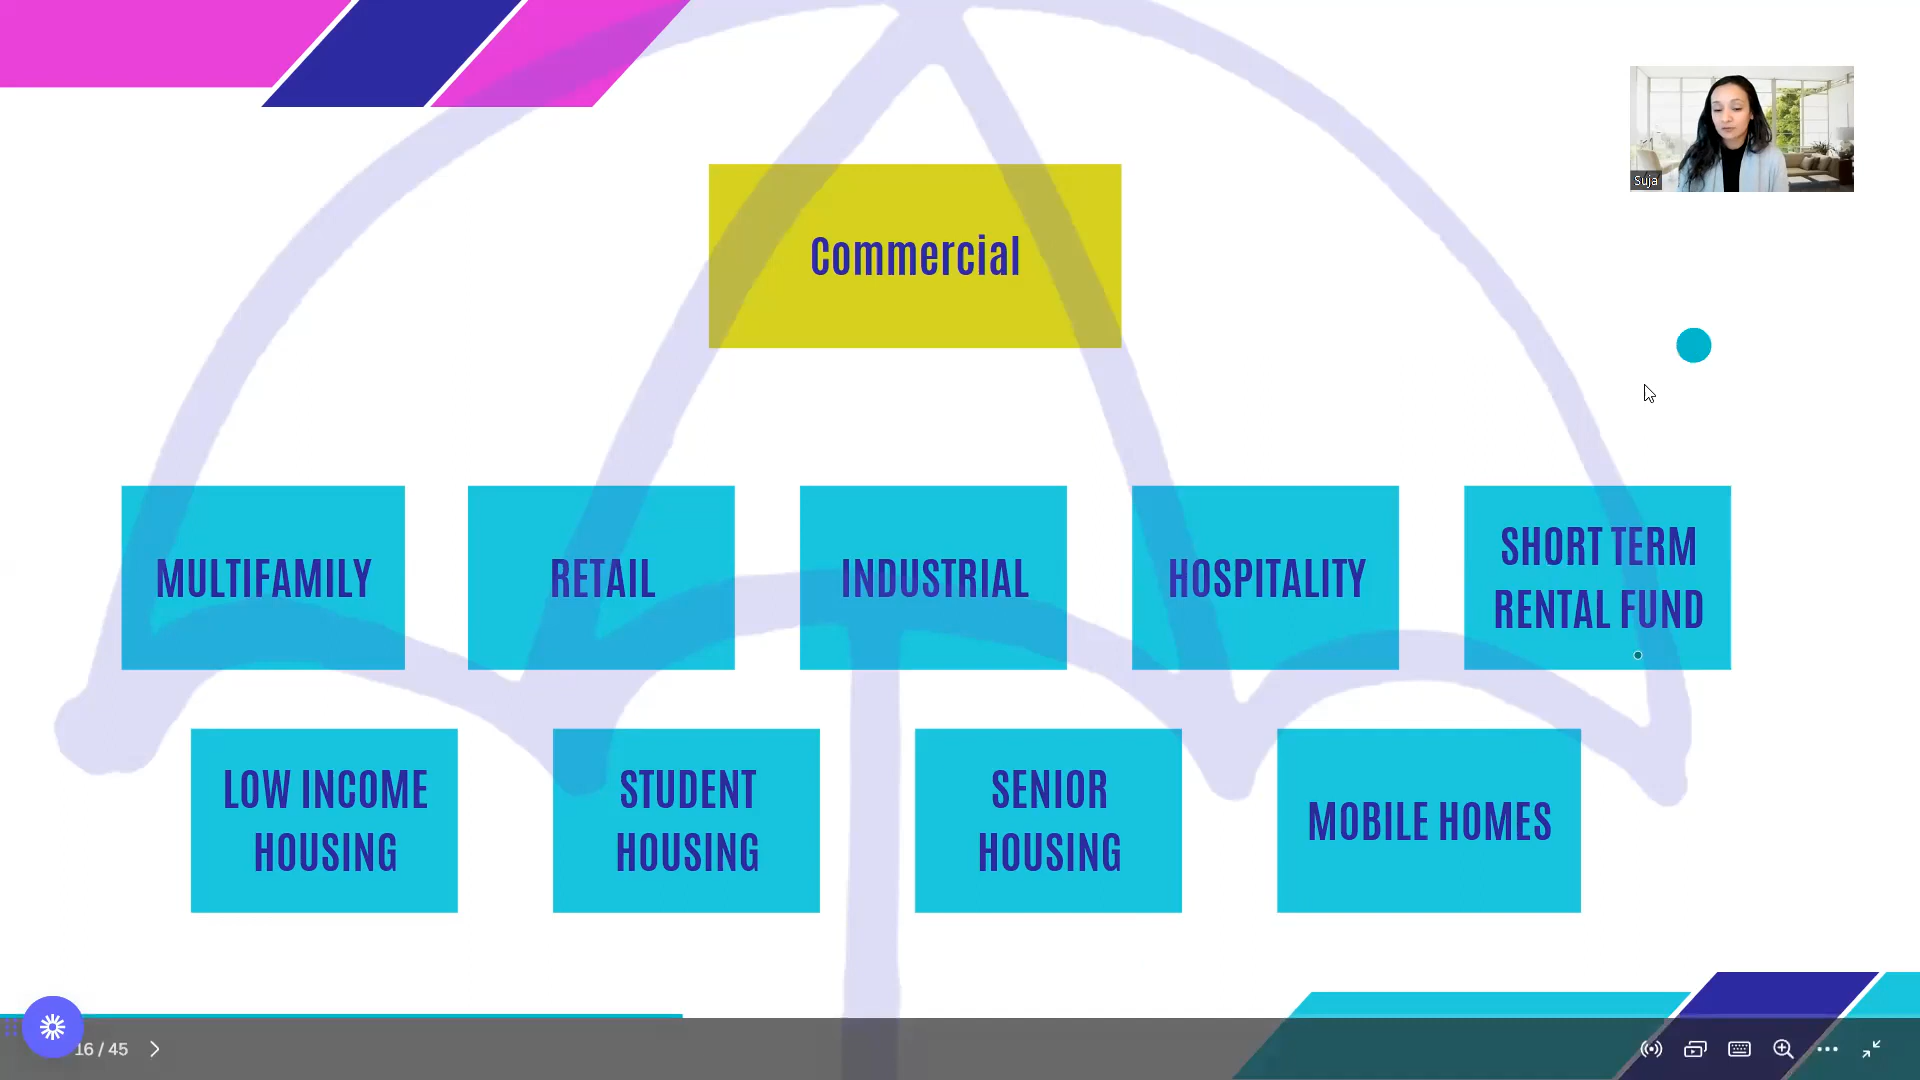 Suja
Commercial
MULTIFAMILY
RETAIL
INDUSTRIAL
HOSPITALITY
SHORT TERM
RENTAL FUND
LOW INCOME
HOUSING
STUDENT
HOUSING
SENIOR
HOUSING
MOBILE HOMES
16 / 45